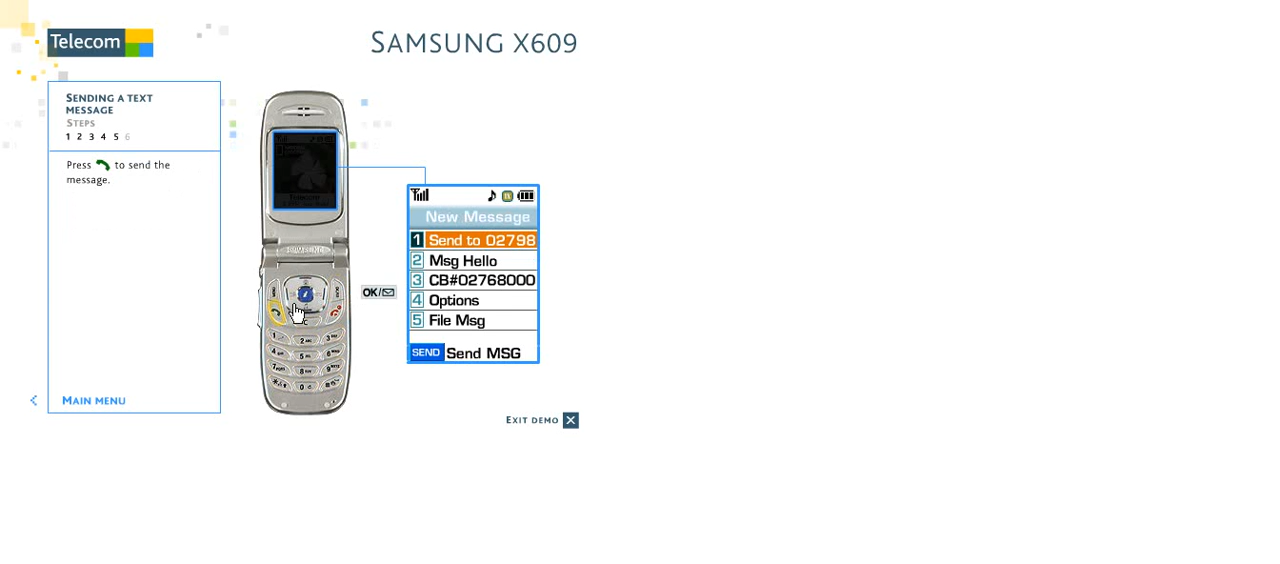 Telecom
SAMSUNG X609
SENDING A TEXT
MESSAGE
STEPS
1 2 3 4 5 6
Press to send the
message.
New Message
1 Send to 02798
2 Msg Hello
3 CB#02768000
4 Options
5 File Msg
SEND Send MSG
OK/
MAIN MENU
EXIT DEMO